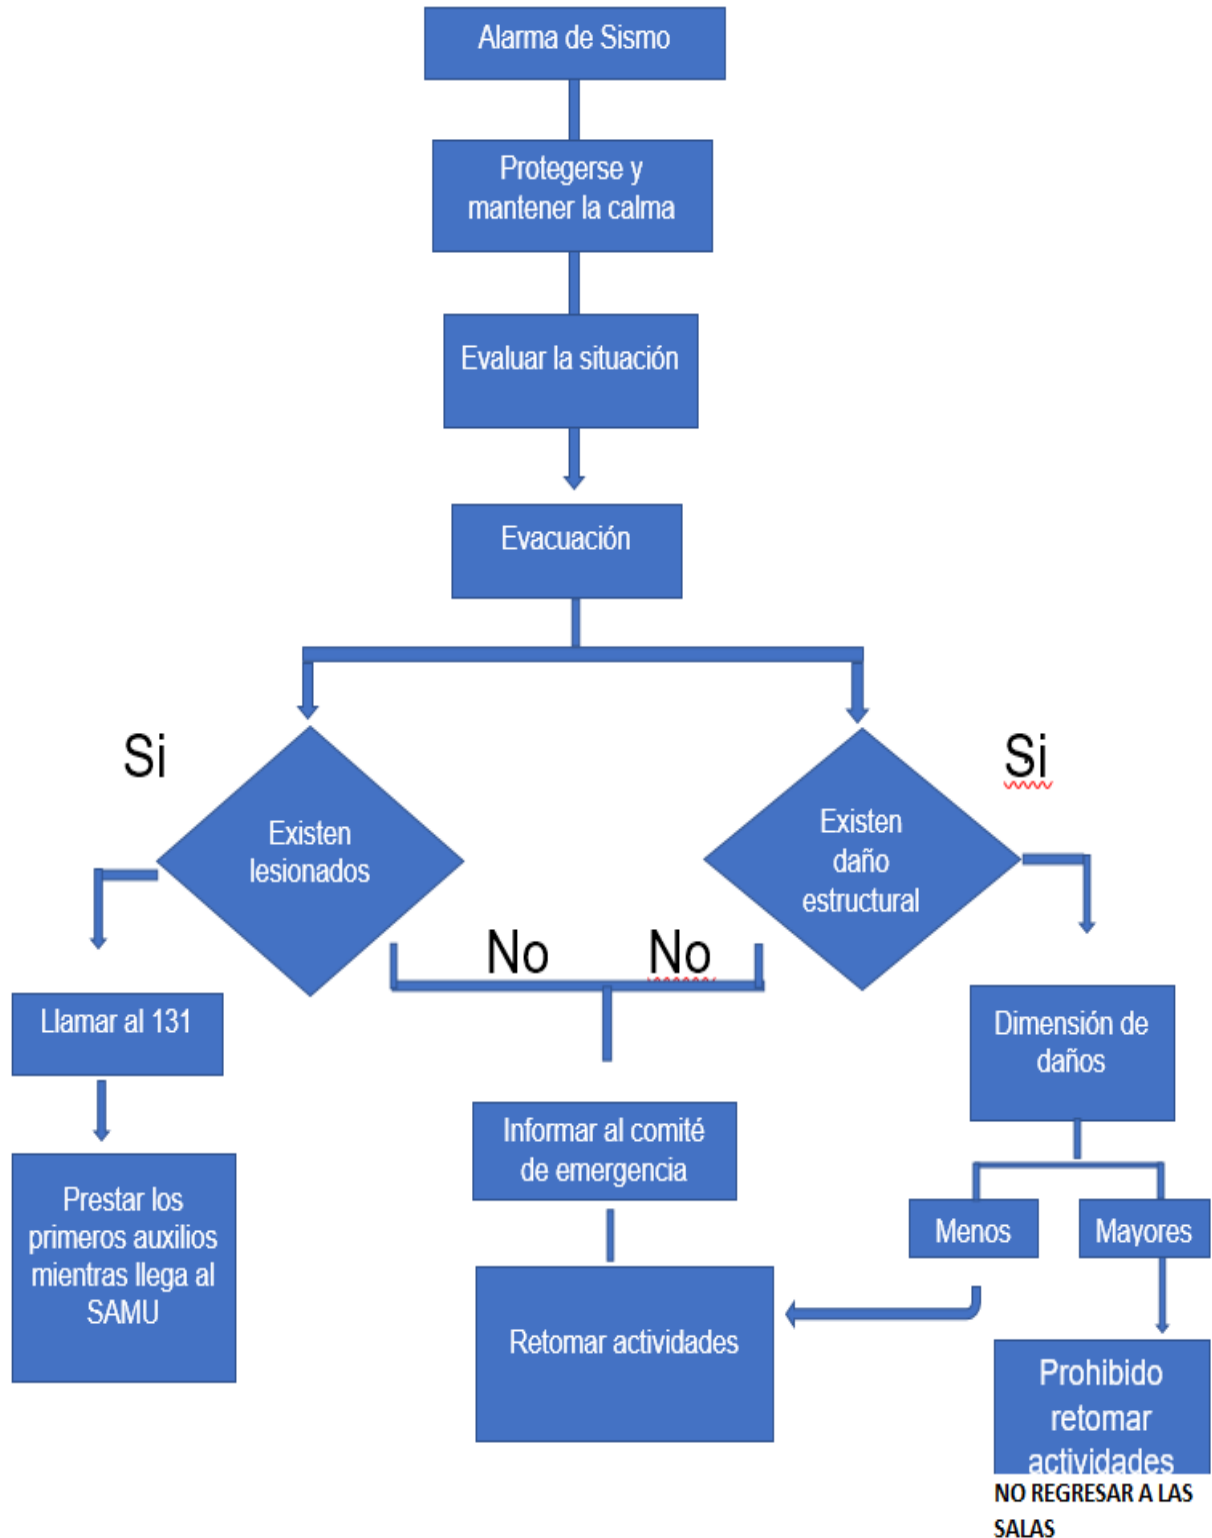 Alarma de Sismo
Protegerse y
mantener la calma
Evaluar la situación
Evacuación
Si
Si
Existen
lesionados
Existen
daño
estructural
No
No
Llamar al 131
Dimensión de
daños
Informar al comité
de emergencia
Prestar los
primeros auxilios
mientras llega al
SAMU
Menos
Mayores
Retomar actividades
Prohibido
retomar
actividades
NO REGRESAR A LAS
SALAS